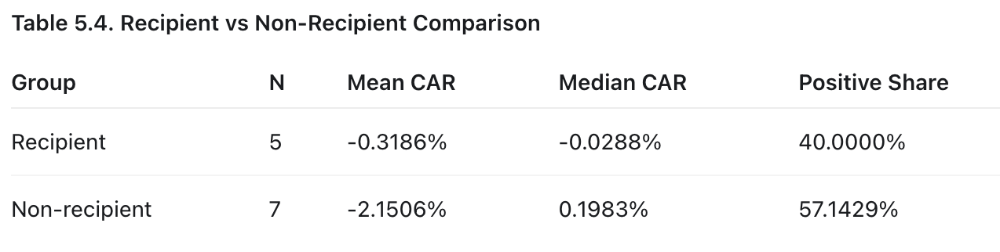 Table 5.4. Recipient vs Non-Recipient Comparison
Group N Mean CAR Median CAR Positive Share
Recipient 5 -0.3186% -0.0288% 40.0000%
Non-recipient 7 -2.1506% 0.1983% 57.1429%